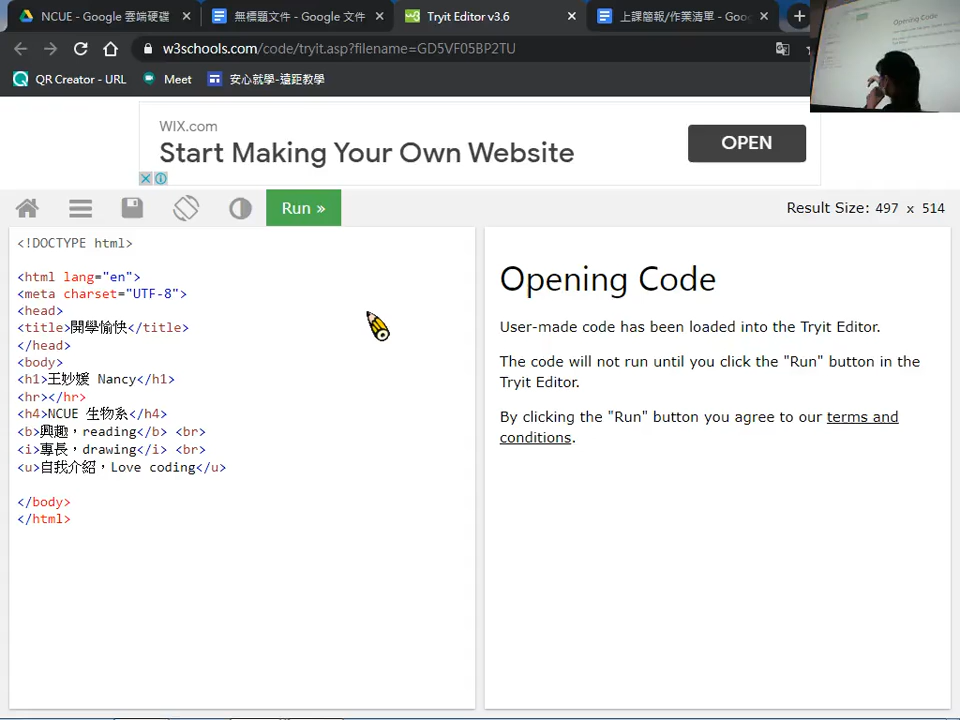 NCUE - Google 雲端硬碟
無標題文件 - Google 文件
Tryit Editor v3.6
上課簡報/作業清單 - Goo
w3schools.com/code/tryit.asp?filename=GD5VF05BP2TU
QR Creator - URL
Meet
安心就學-遠距教學
Opening Code
WIX.com
Start Making Your Own Website
OPEN
Run »
Result Size: 497 x 514
<!DOCTYPE html>
<html lang="en">
<meta charset="UTF-8">
<head>
<title>開學愉快</title>
</head>
<body>
<h1>王妙媛 Nancy</h1>
<hr></hr>
<h4>NCUE 生物系</h4>
<b>興趣，reading</b> <br>
<i>專長，drawing</i> <br>
<u>自我介紹，Love coding</u>
</body>
</html>
Opening Code
User-made code has been loaded into the Tryit Editor.
The code will not run until you click the "Run" button in the
Tryit Editor.
By clicking the "Run" button you agree to our terms and
conditions.